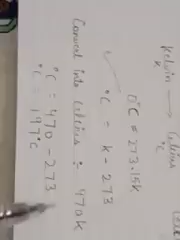 Kelvin → Celsius
K °C
0°C = 273.15K
°C = K - 273
Convert into Celsius :- 470K
°C = 470 - 273
°C = 197°C